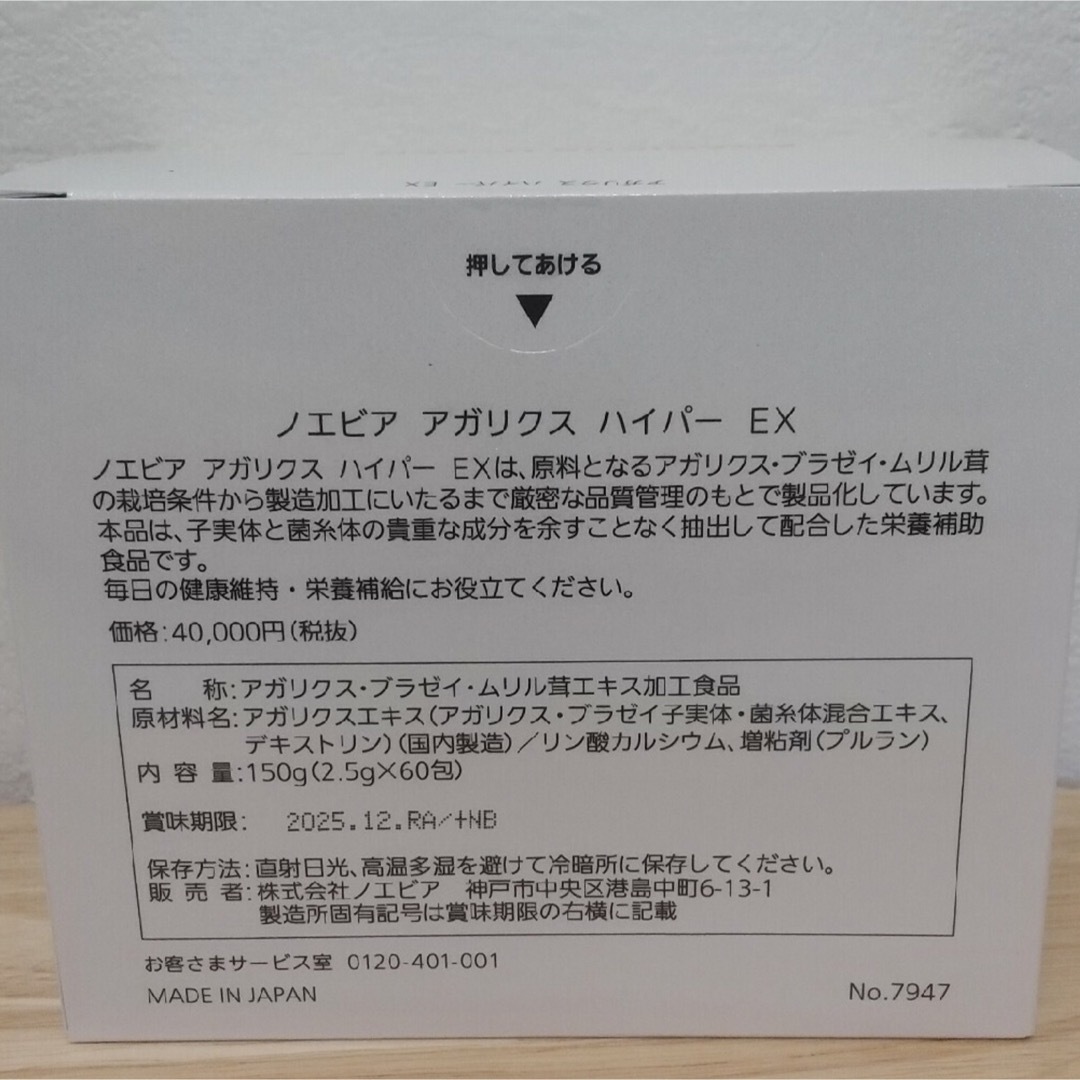 アガリクス ハイパー EX
押してあける
▼
ノエビア アガリクス ハイパー EX
ノエビア アガリクス ハイパー EXは、原料となるアガリクス・ブラゼイ・ムリル茸
の栽培条件から製造加工にいたるまで厳密な品質管理のもとで製品化しています。
本品は、子実体と菌糸体の貴重な成分を余すことなく抽出して配合した栄養補助
食品です。
毎日の健康維持・栄養補給にお役立てください。
価格:40,000円(税抜)
名　　称:アガリクス・ブラゼイ・ムリル茸エキス加工食品
原材料名:アガリクスエキス(アガリクス・ブラゼイ子実体・菌糸体混合エキス、
デキストリン)(国内製造)/リン酸カルシウム、増粘剤(プルラン)
内 容 量:150g(2.5g×60包)
賞味期限: 2025.12.RA/+NB
保存方法:直射日光、高温多湿を避けて冷暗所に保存してください。
販 売 者:株式会社ノエビア　神戸市中央区港島中町6-13-1
製造所固有記号は賞味期限の右横に記載
お客さまサービス室 0120-401-001
MADE IN JAPAN
No.7947